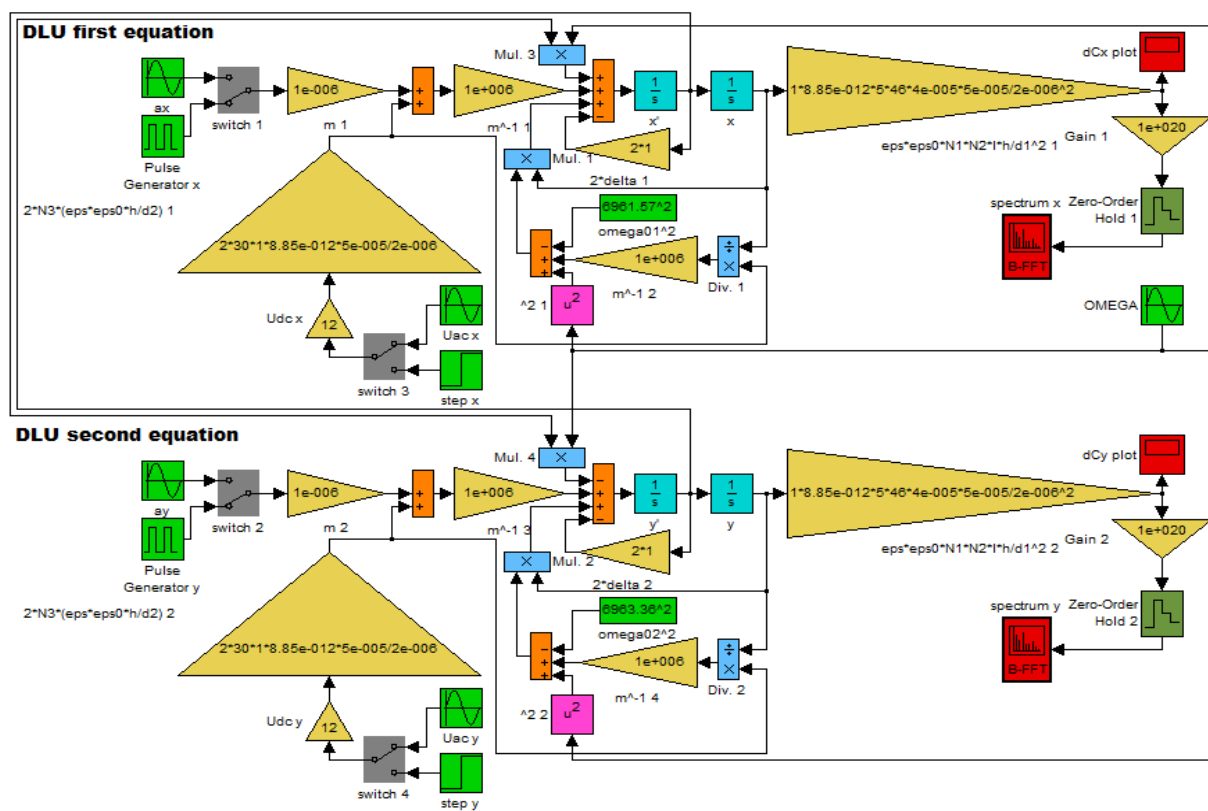 DLU first equation
ax
switch 1
1e-006
m 1
+
1e+006
m^-1 1
Mul. 3
×
+
+
+
−
1
s
x'
1
s
x
1*8.85e-012*5*46*4e-005*5e-005/2e-006^2
eps*eps0*N1*N2*l*h/d1^2 1
dCx plot
Gain 1
1e+020
Pulse
Generator x
2*N3*(eps*eps0*h/d2) 1
2*30*1*8.85e-012*5e-005/2e-006
×
Mul. 1
2*1
2*delta 1
6961.57^2
omega01^2
−
+
+
1e+006
m^-1 2
÷
×
Div. 1
^2 1
u²
spectrum x
B-FFT
Zero-Order
Hold 1
OMEGA
Udc x
12
switch 3
Uac x
step x
DLU second equation
ay
switch 2
1e-006
m 2
+
1e+006
m^-1 3
Mul. 4
×
−
+
+
−
1
s
y'
1
s
y
1*8.85e-012*5*46*4e-005*5e-005/2e-006^2
eps*eps0*N1*N2*l*h/d1^2 2
dCy plot
Gain 2
1e+020
Pulse
Generator y
2*N3*(eps*eps0*h/d2) 2
2*30*1*8.85e-012*5e-005/2e-006
×
Mul. 2
2*1
2*delta 2
6963.36^2
omega02^2
−
+
+
1e+006
m^-1 4
÷
×
Div. 2
^2 2
u²
spectrum y
B-FFT
Zero-Order
Hold 2
Udc y
12
switch 4
Uac y
step y